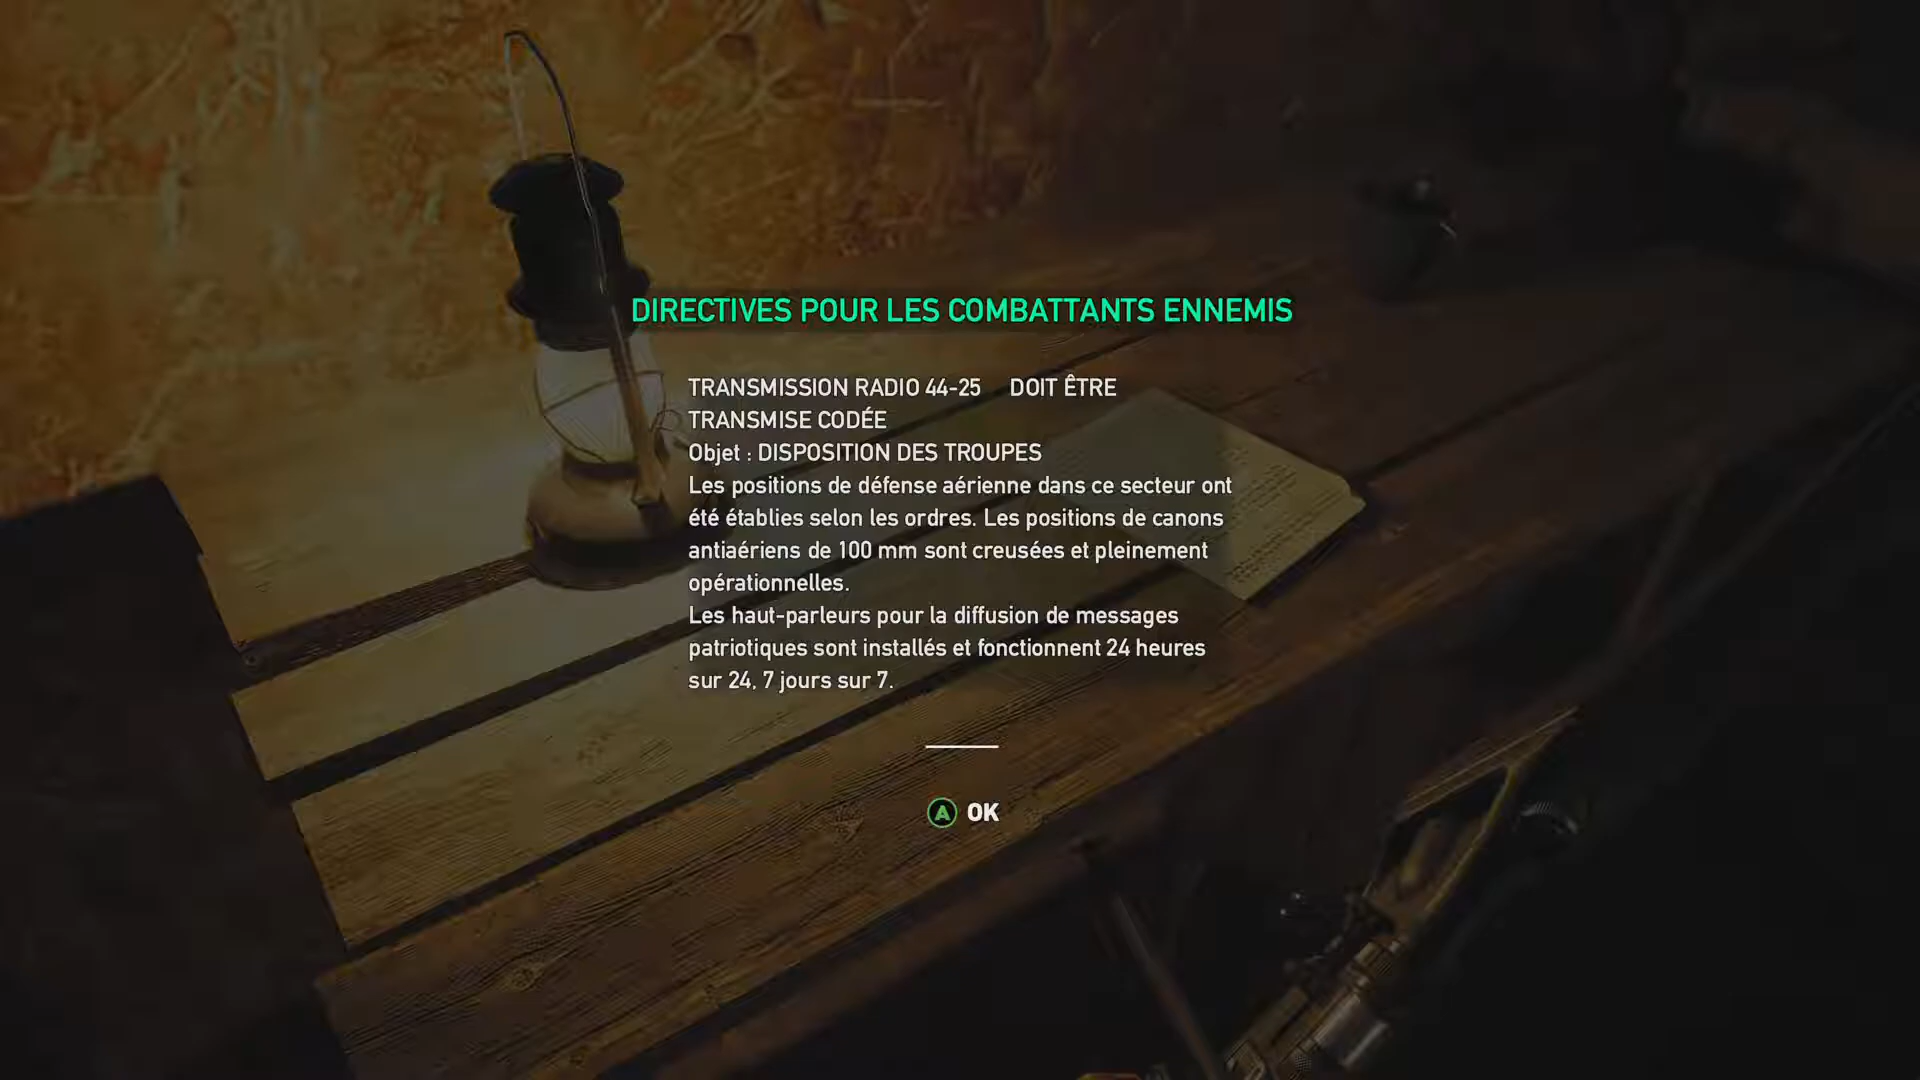 DIRECTIVES POUR LES COMBATTANTS ENNEMIS
TRANSMISSION RADIO 44-25 DOIT ÊTRE
TRANSMISE CODÉE
Objet : DISPOSITION DES TROUPES
Les positions de défense aérienne dans ce secteur ont
été établies selon les ordres. Les positions de canons
antiaériens de 100 mm sont creusées et pleinement
opérationnelles.
Les haut-parleurs pour la diffusion de messages
patriotiques sont installés et fonctionnent 24 heures
sur 24, 7 jours sur 7.
A OK